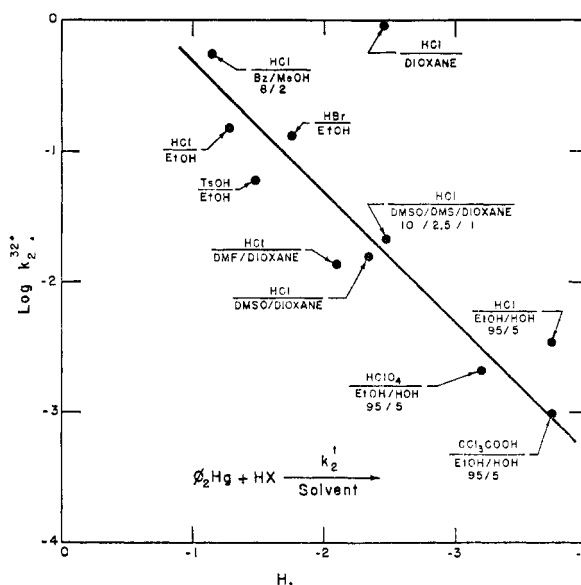 0
-1
-2
-3
-4
0
-1
-2
-3
Log k₂³²°
H.
HCl
DIOXANE
HCl
Bz/MeOH
8/2
HCl
EtOH
HBr
EtOH
TsOH
EtOH
HCl
DMSO/DMS/DIOXANE
10 / 2.5 / 1
HCl
DMF/DIOXANE
HCl
DMSO/DIOXANE
HCl
EtOH/HOH
95/5
HClO₄
EtOH/HOH
95/5
CCl₃COOH
EtOH/HOH
95/5
Ø₂Hg + HX
k₂†
Solvent